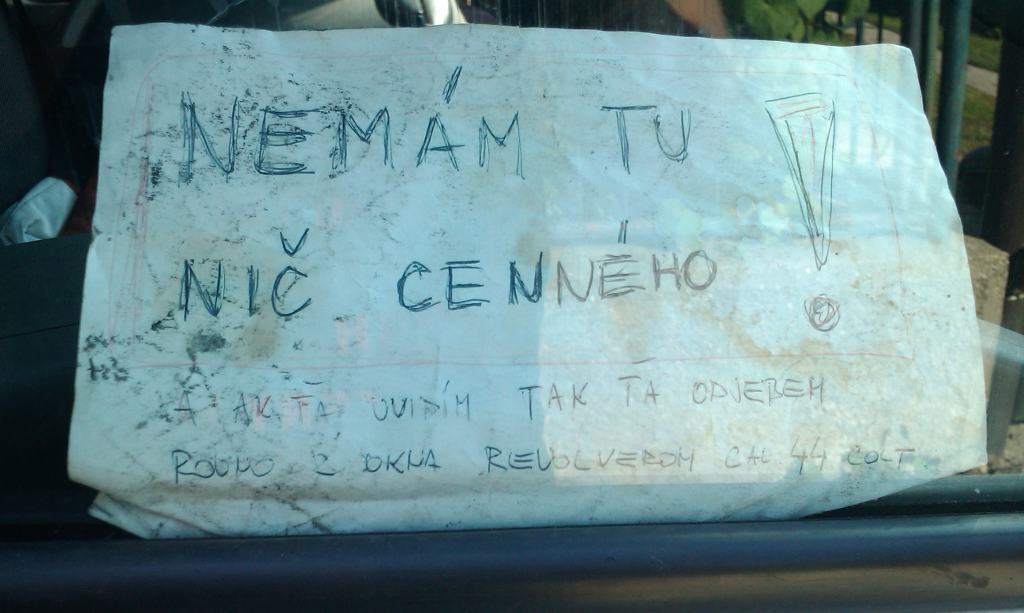 NEMÁM TU !
NIČ CENNÉHO
A AK ŤA UVIDÍM TAK ŤA ODJEBEM
ROVNO Z OKNA REVOLVEROM CAL 44 COLT.